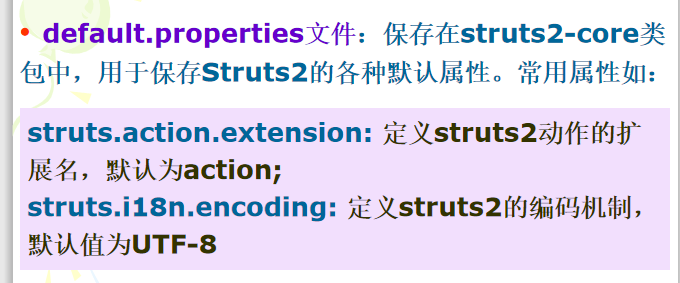 • default.properties文件：保存在struts2-core类
包中，用于保存Struts2的各种默认属性。常用属性如：
struts.action.extension: 定义struts2动作的扩
展名，默认为action;
struts.i18n.encoding: 定义struts2的编码机制，
默认值为UTF-8